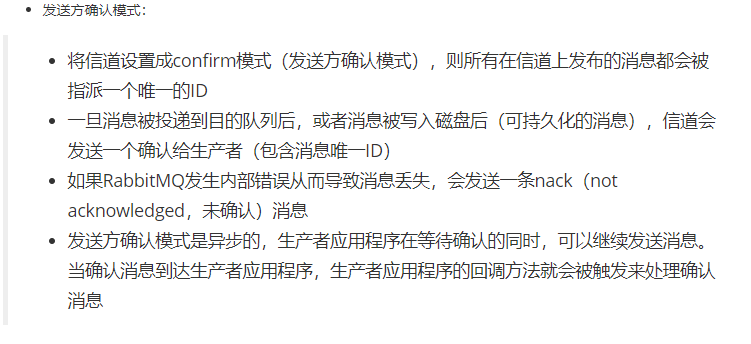 发送方确认模式：
将信道设置成confirm模式（发送方确认模式），则所有在信道上发布的消息都会被
指派一个唯一的ID
一旦消息被投递到目的队列后，或者消息被写入磁盘后（可持久化的消息），信道会
发送一个确认给生产者（包含消息唯一ID）
如果RabbitMQ发生内部错误从而导致消息丢失，会发送一条nack（not
acknowledged，未确认）消息
发送方确认模式是异步的，生产者应用程序在等待确认的同时，可以继续发送消息。
当确认消息到达生产者应用程序，生产者应用程序的回调方法就会被触发来处理确认
消息